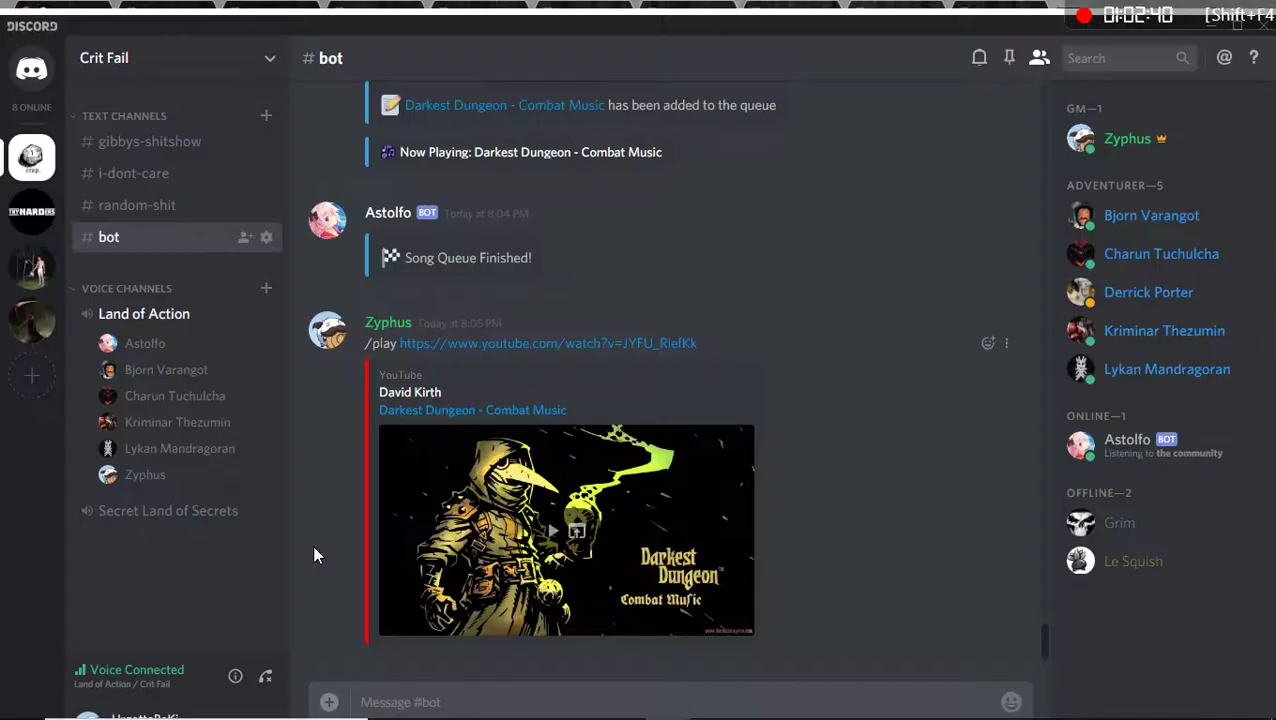 01:02:40 [Shift+F4
DISCORD
8 ONLINE
Crit Fail
TEXT CHANNELS
# gibbys-shitshow
# i-dont-care
# random-shit
# bot
VOICE CHANNELS
Land of Action
Astolfo
Bjorn Varangot
Charun Tuchulcha
Kriminar Thezumin
Lykan Mandragoran
Zyphus
Secret Land of Secrets
Voice Connected
Land of Action / Crit Fail
# bot
Search
Darkest Dungeon - Combat Music has been added to the queue
Now Playing: Darkest Dungeon - Combat Music
Astolfo BOT Today at 8:04 PM
Song Queue Finished!
Zyphus Today at 8:05 PM
/play https://www.youtube.com/watch?v=JYFU_RlefKk
YouTube
David Kirth
Darkest Dungeon - Combat Music
Darkest
Dungeon
Combat Music
Message #bot
GM—1
Zyphus
ADVENTURER—5
Bjorn Varangot
Charun Tuchulcha
Derrick Porter
Kriminar Thezumin
Lykan Mandragoran
ONLINE—1
Astolfo BOT
Listening to the community
OFFLINE—2
Grim
Le Squish